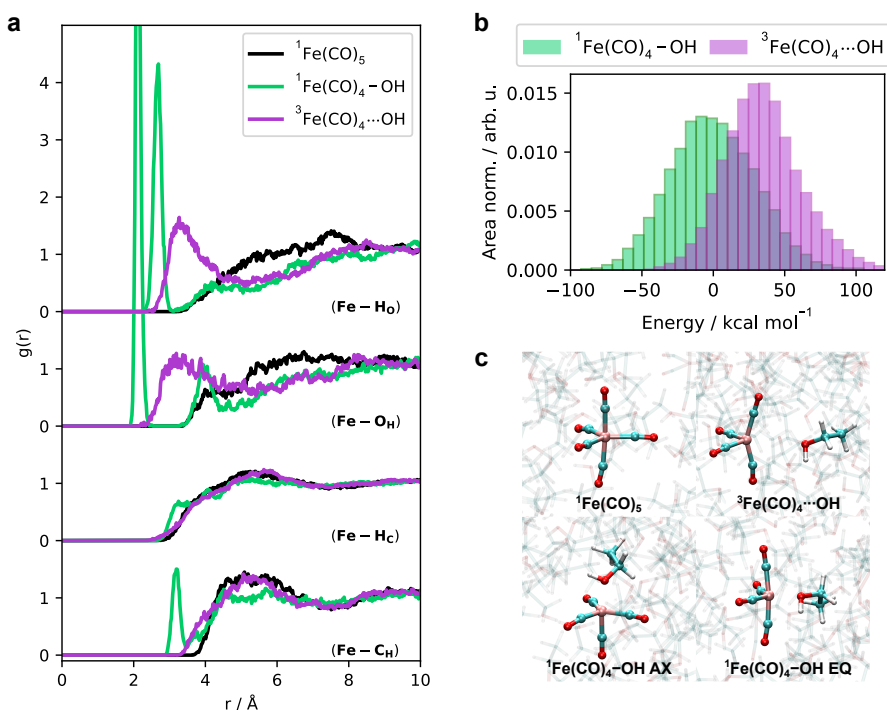 a
¹Fe(CO)₅
¹Fe(CO)₄−OH
³Fe(CO)₄···OH
4
3
2
1
0
(Fe−H_O)
1
0
(Fe−O_H)
1
0
(Fe−H_C)
1
0
(Fe−C_H)
g(r)
0 2 4 6 8 10
r / Å
b
¹Fe(CO)₄−OH ³Fe(CO)₄···OH
0.015
0.010
0.005
0.000
Area norm. / arb. u.
−100 −50 0 50 100
Energy / kcal mol⁻¹
c
¹Fe(CO)₅ ³Fe(CO)₄···OH
¹Fe(CO)₄−OH AX ¹Fe(CO)₄−OH EQ